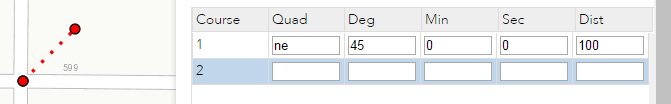 Course Quad Deg Min Sec Dist
1 ne 45 0 0 100
2
599